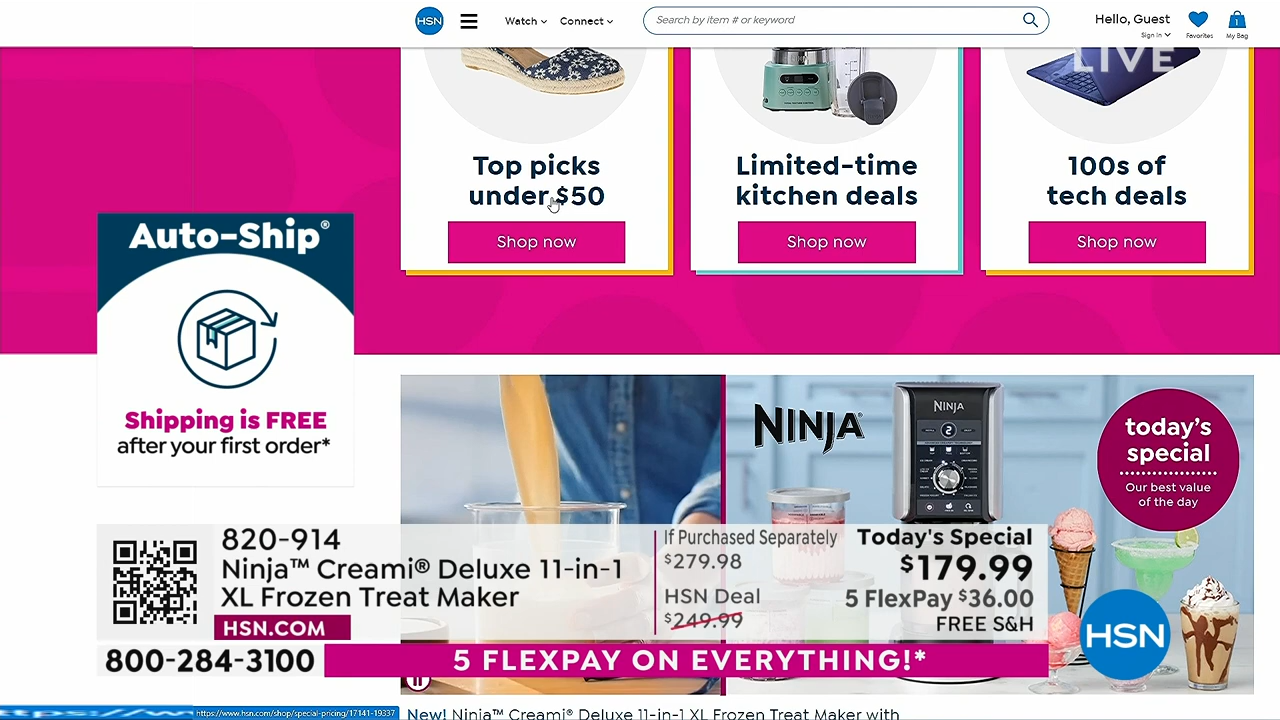 HSN
Watch
Connect
Search by item # or keyword
Hello, Guest
Sign In
Favorites
My Bag
1
LIVE
Top picks
under $50
Shop now
Limited-time
kitchen deals
Shop now
100s of
tech deals
Shop now
Auto-Ship®
Shipping is FREE
after your first order*
NINJA®
NINJA
2
today's
special
Our best value
of the day
820-914
Ninja™ Creami® Deluxe 11-in-1
XL Frozen Treat Maker
HSN.COM
If Purchased Separately
$279.98
HSN Deal
$249.99
Today's Special
$179.99
5 FlexPay $36.00
FREE S&H
HSN
800-284-3100
5 FLEXPAY ON EVERYTHING!*
https://www.hsn.com/shop/special-pricing/17141-19337
New! Ninja™ Creami® Deluxe 11-in-1 XL Frozen Treat Maker with